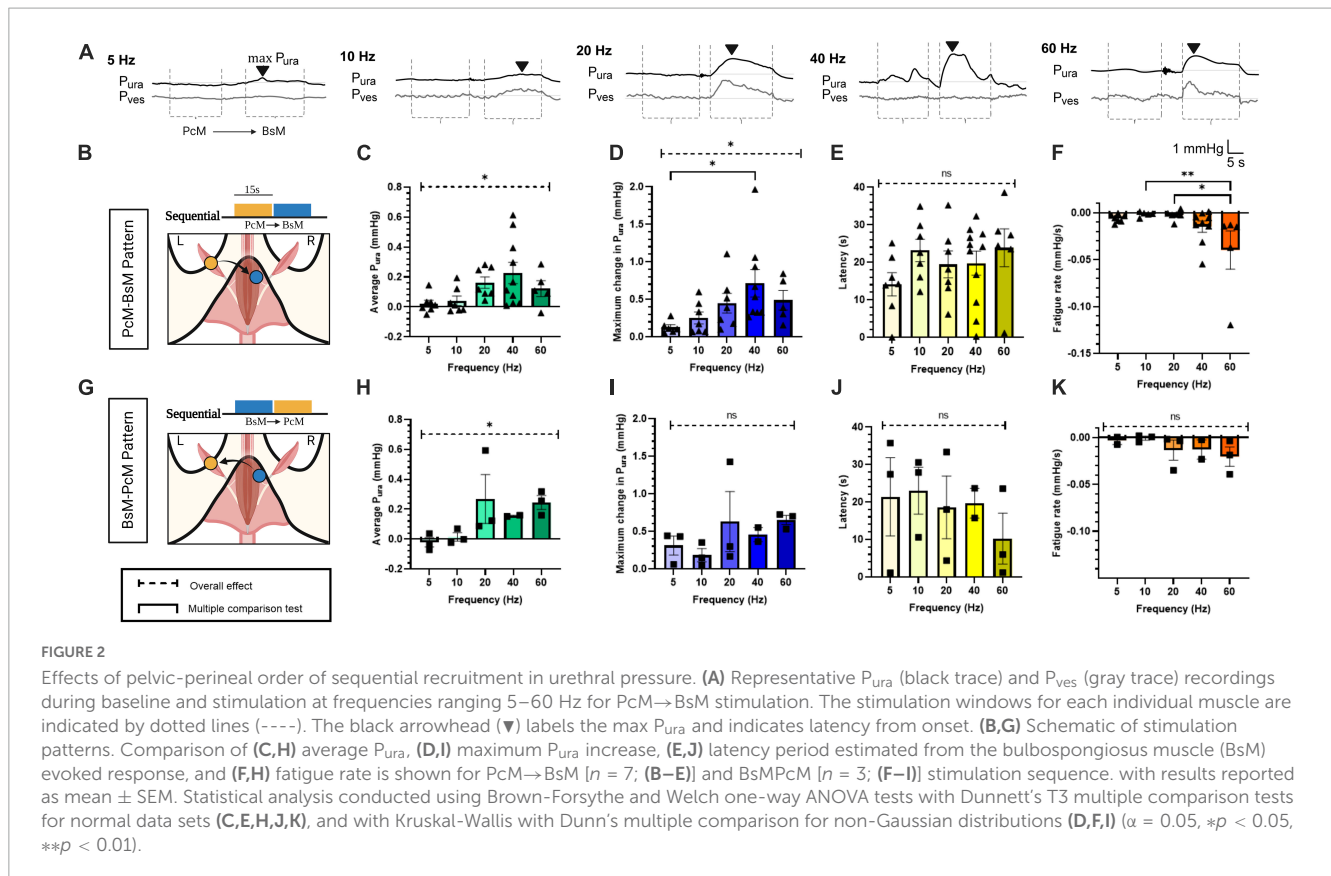 A
5 Hz
max Pura
Pura
Pves
PcM → BsM
10 Hz
Pura
Pves
20 Hz
Pura
Pves
40 Hz
Pura
Pves
60 Hz
Pura
Pves
1 mmHg
5 s
B
PcM-BsM Pattern
15s
Sequential
PcM → BsM
L
R
C
*
Average Pura (mmHg)
0.8
0.6
0.4
0.2
0.0
-0.2
5 10 20 40 60
Frequency (Hz)
D
*
*
Maximum change in Pura (mmHg)
2.0
1.5
1.0
0.5
0.0
5 10 20 40 60
Frequency (Hz)
E
ns
Latency (s)
40
30
20
10
0
5 10 20 40 60
Frequency (Hz)
F
**
*
Fatigue rate (mmHg/s)
0.00
-0.05
-0.10
-0.15
5 10 20 40 60
Frequency (Hz)
G
BsM-PcM Pattern
Sequential
BsM → PcM
L
R
Overall effect
Multiple comparison test
H
*
Average Pura (mmHg)
0.8
0.6
0.4
0.2
0.0
-0.2
5 10 20 40 60
Frequency (Hz)
I
ns
Maximum change in Pura (mmHg)
2.0
1.5
1.0
0.5
0.0
5 10 20 40 60
Frequency (Hz)
J
ns
Latency (s)
40
30
20
10
0
5 10 20 40 60
Frequency (Hz)
K
ns
Fatigue rate (mmHg/s)
0.00
-0.05
-0.10
5 10 20 40 60
Frequency (Hz)
FIGURE 2
Effects of pelvic-perineal order of sequential recruitment in urethral pressure. (A) Representative Pura (black trace) and Pves (gray trace) recordings
during baseline and stimulation at frequencies ranging 5–60 Hz for PcM→BsM stimulation. The stimulation windows for each individual muscle are
indicated by dotted lines (----). The black arrowhead (▼) labels the max Pura and indicates latency from onset. (B,G) Schematic of stimulation
patterns. Comparison of (C,H) average Pura, (D,I) maximum Pura increase, (E,J) latency period estimated from the bulbospongiosus muscle (BsM)
evoked response, and (F,H) fatigue rate is shown for PcM→BsM [n = 7; (B–E)] and BsMPcM [n = 3; (F–I)] stimulation sequence. with results reported
as mean ± SEM. Statistical analysis conducted using Brown-Forsythe and Welch one-way ANOVA tests with Dunnett's T3 multiple comparison tests
for normal data sets (C,E,H,J,K), and with Kruskal-Wallis with Dunn's multiple comparison for non-Gaussian distributions (D,F,I) (α = 0.05, *p < 0.05,
**p < 0.01).